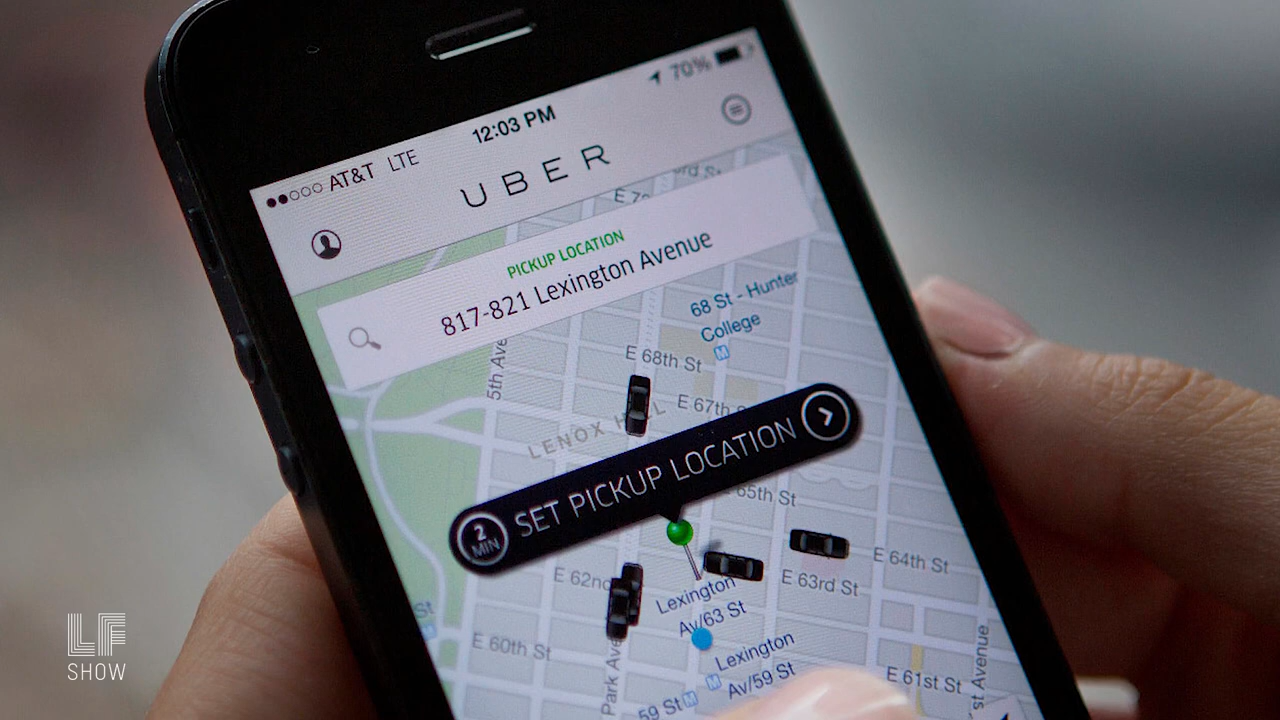 AT&T LTE
12:03 PM
70%
UBER
PICKUP LOCATION
817-821 Lexington Avenue
68 St - Hunter
College
5th Ave
E 68th St
E 67th
LENOX HILL
2
MIN
SET PICKUP LOCATION
65th St
E 64th St
E 63rd St
E 62nd
Lexington
Av/63 St
E 60th St
Park Ave
Lexington
Av/59 St
59 St
E 61st St
st Avenue
LF
SHOW